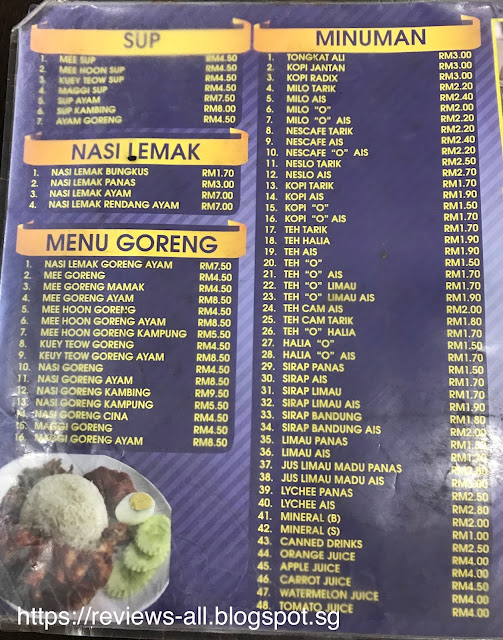 SUP
1. MEE SUP RM4.50
2. MEE HOON SUP RM4.50
3. KUEY TEOW SUP RM4.50
4. MAGGI SUP RM4.50
5. SUP AYAM RM7.50
6. SUP KAMBING RM8.00
7. AYAM GORENG RM4.50
NASI LEMAK
1. NASI LEMAK BUNGKUS RM1.70
2. NASI LEMAK PANAS RM3.00
3. NASI LEMAK AYAM RM7.00
4. NASI LEMAK RENDANG AYAM RM7.00
MENU GORENG
1. NASI LEMAK GORENG AYAM RM7.50
2. MEE GORENG RM4.50
3. MEE GORENG MAMAK RM4.50
4. MEE GORENG AYAM RM8.50
5. MEE HOON GORENG RM4.50
6. MEE HOON GORENG AYAM RM8.50
7. MEE HOON GORENG KAMPUNG RM5.50
8. KUEY TEOW GORENG RM4.50
9. KEUY TEOW GORENG AYAM RM8.50
10. NASI GORENG RM4.50
11. NASI GORENG AYAM RM8.50
12. NASI GORENG KAMBING RM9.50
13. NASI GORENG KAMPUNG RM5.50
14. NASI GORENG CINA RM4.50
15. MAGGI GORENG RM4.50
16. MAGGI GORENG AYAM RM8.50
MINUMAN
1. TONGKAT ALI RM3.00
2. KOPI JANTAN RM3.00
3. KOPI RADIX RM3.00
4. MILO TARIK RM2.20
5. MILO AIS RM2.40
6. MILO "O" RM2.00
7. MILO "O" AIS RM2.20
8. NESCAFE TARIK RM2.20
9. NESCAFE AIS RM2.40
10. NESCAFE "O" AIS RM2.20
11. NESLO TARIK RM2.50
12. NESLO AIS RM2.70
13. KOPI TARIK RM1.70
14. KOPI AIS RM1.90
15. KOPI "O" RM1.50
16. KOPI "O" AIS RM1.70
17. TEH TARIK RM1.70
18. TEH HALIA RM1.90
19. TEH AIS RM1.90
20. TEH "O" RM1.50
21. TEH "O" AIS RM1.70
22. TEH "O" LIMAU RM1.70
23. TEH "O" LIMAU AIS RM1.90
24. TEH CAM AIS RM2.00
25. TEH CAM TARIK RM1.80
26. TEH "O" HALIA RM1.70
27. HALIA "O" RM1.50
28. HALIA "O" AIS RM1.70
29. SIRAP PANAS RM1.50
30. SIRAP AIS RM1.70
31. SIRAP LIMAU RM1.70
32. SIRAP LIMAU AIS RM1.90
33. SIRAP BANDUNG RM1.80
34. SIRAP BANDUNG AIS RM2.00
35. LIMAU PANAS RM1.00
36. LIMAU AIS
37. JUS LIMAU MADU PANAS
38. JUS LIMAU MADU AIS RM3.00
39. LYCHEE PANAS RM2.50
40. LYCHEE AIS RM2.80
41. MINERAL (B) RM2.00
42. MINERAL (S) RM1.00
43. CANNED DRINKS RM2.50
44. ORANGE JUICE RM4.00
45. APPLE JUICE RM4.00
46. CARROT JUICE RM4.00
47. WATERMELON JUICE RM4.00
48. TOMATO JUICE RM4.00
https://reviews-all.blogspot.sg